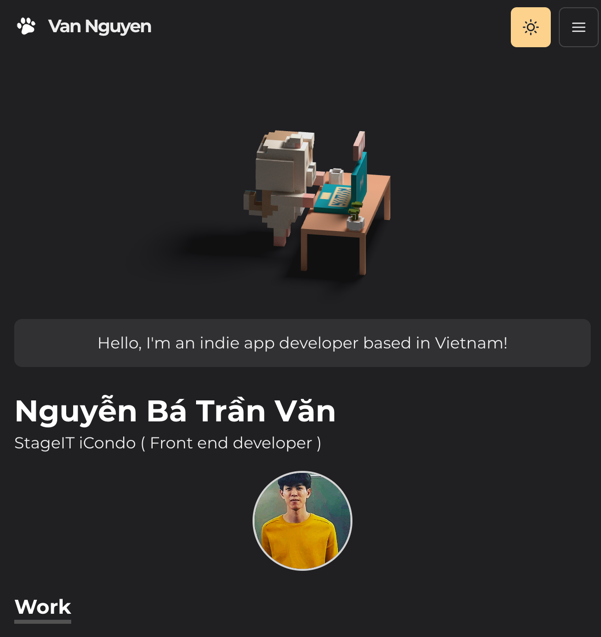 Van Nguyen
Hello, I'm an indie app developer based in Vietnam!
Nguyễn Bá Trần Văn
StageIT iCondo ( Front end developer )
Work